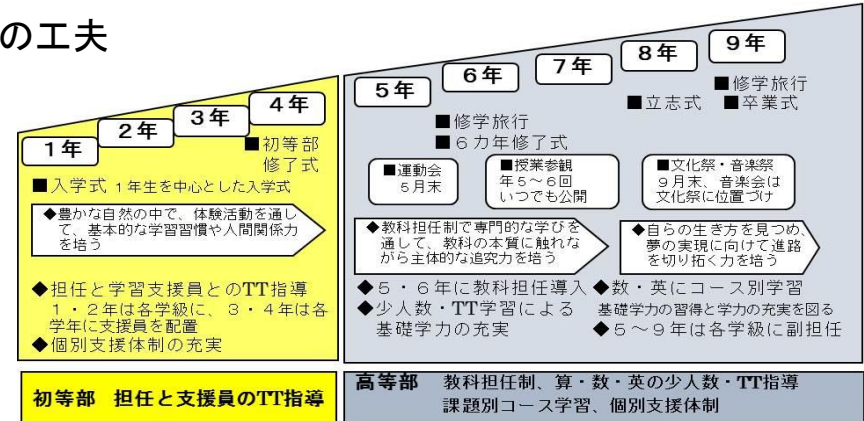 の工夫
1年
2年
3年
4年
■初等部
修了式
■入学式 1年生を中心とした入学式
◆豊かな自然の中で、体験活動を通し
て、基本的な学習習慣や人間関係力
を培う
◆担任と学習支援員とのTT指導
1・2年は各学級に、3・4年は各
学年に支援員を配置
◆個別支援体制の充実
初等部 担任と支援員のTT指導
5年
6年
7年
8年
9年
■修学旅行
■6カ年修了式
■立志式
■修学旅行
■卒業式
■運動会
5月末
■授業参観
年5~6回
いつでも公開
■文化祭・音楽祭
9月末、音楽会は
文化祭に位置づけ
◆教科担任制で専門的な学びを
通して、教科の本質に触れな
がら主体的な追究力を培う
◆自らの生き方を見つめ、
夢の実現に向けて進路
を切り拓く力を培う
◆5・6年に教科担任導入
◆少人数・TT学習による
基礎学力の充実
◆数・英にコース別学習
基礎学力の習得と学力の充実を図る
◆5~9年は各学級に副担任
高等部 教科担任制、算・数・英の少人数・TT指導
課題別コース学習、個別支援体制